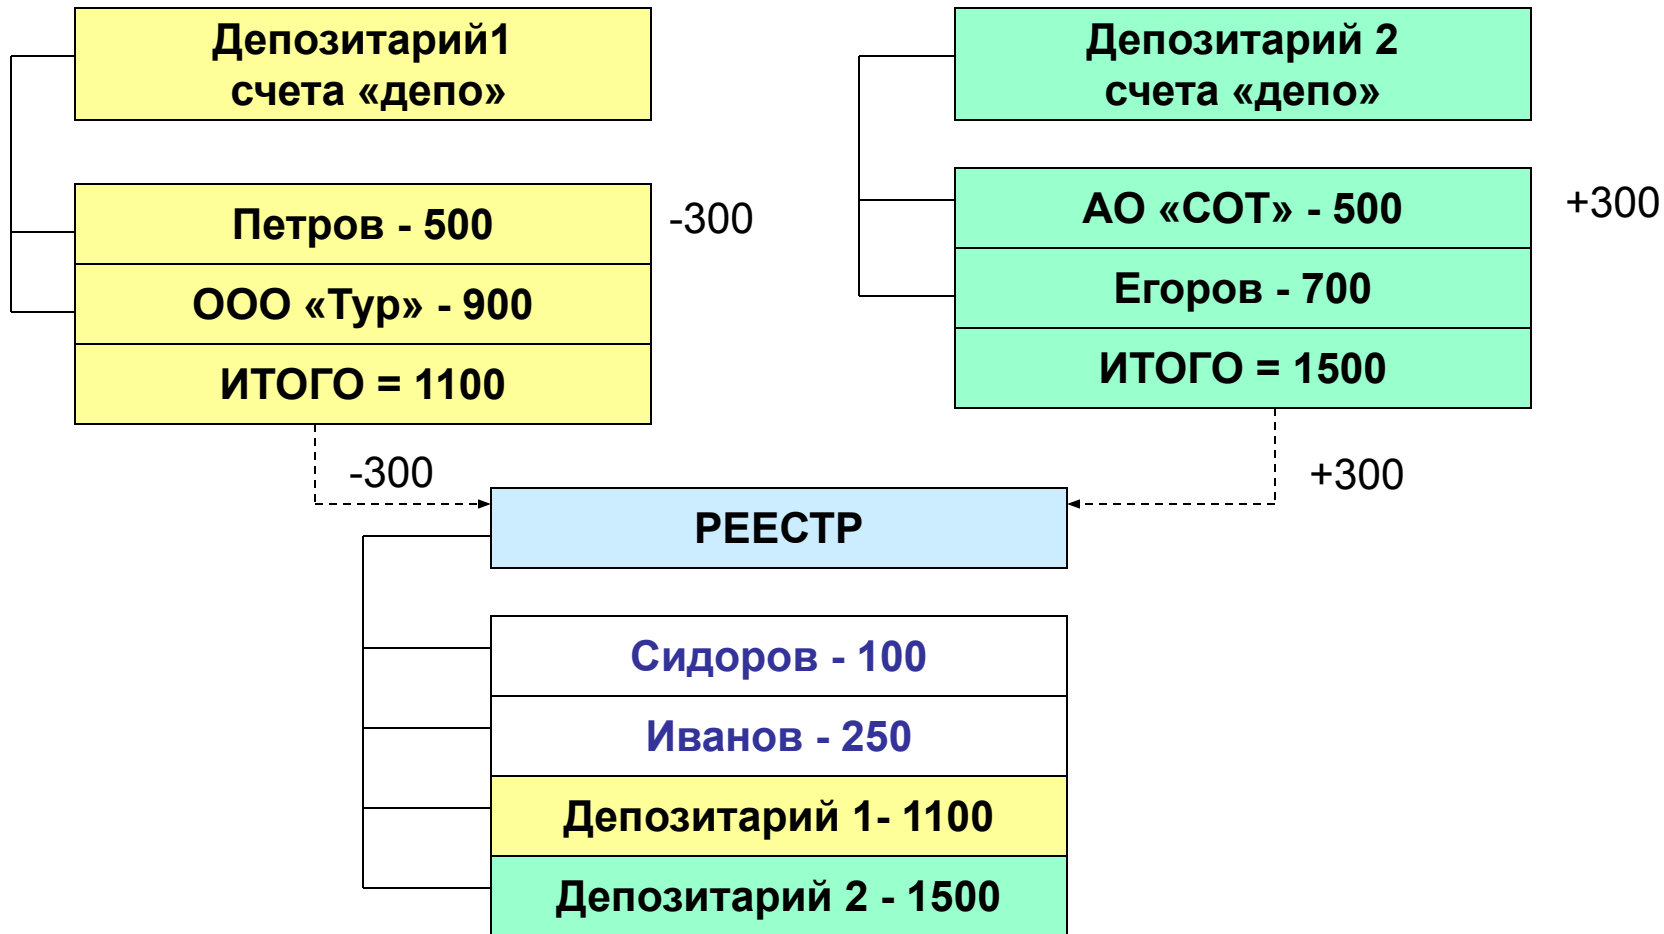 Депозитарий1
счета «депо»
Петров - 500
-300
ООО «Тур» - 900
ИТОГО = 1100
-300
Депозитарий 2
счета «депо»
АО «СОТ» - 500
+300
Егоров - 700
ИТОГО = 1500
+300
РЕЕСТР
Сидоров - 100
Иванов - 250
Депозитарий 1- 1100
Депозитарий 2 - 1500